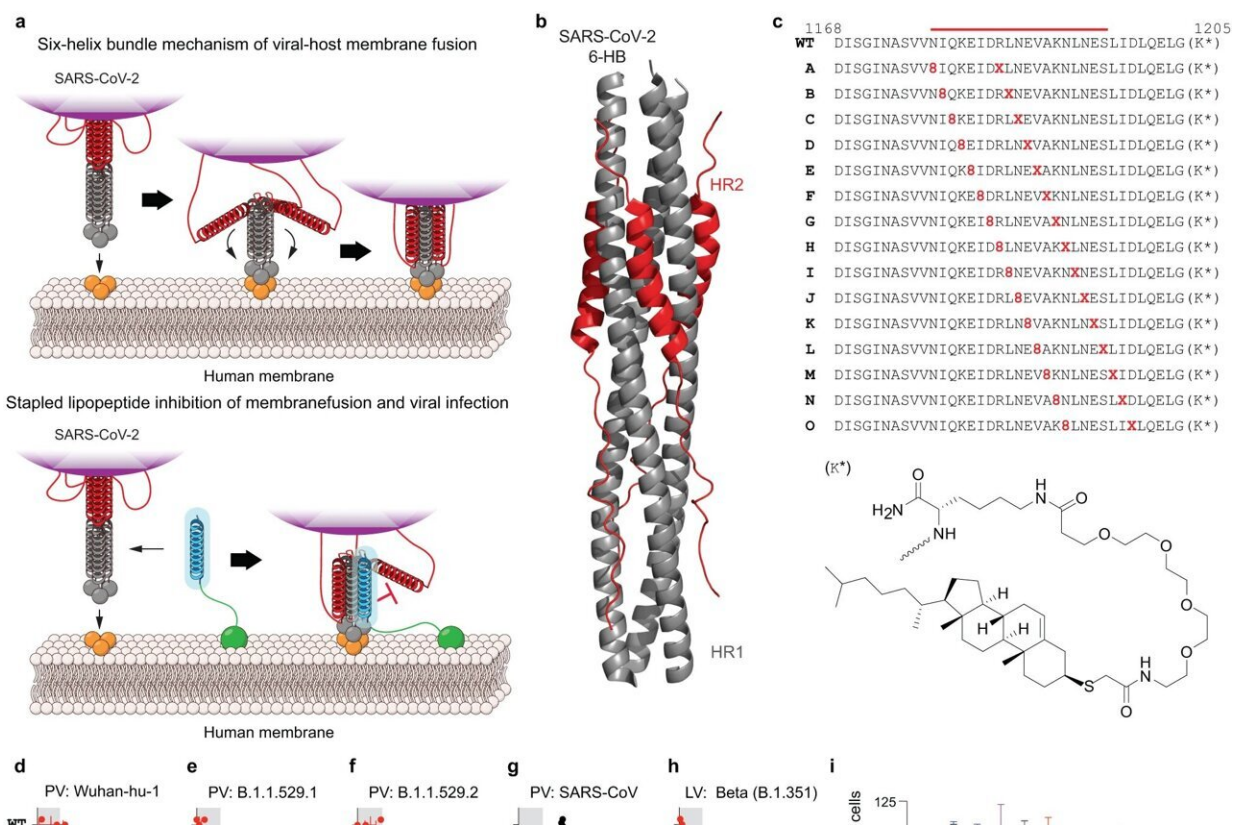 a
Six-helix bundle mechanism of viral-host membrane fusion
SARS-CoV-2
Human membrane
Stapled lipopeptide inhibition of membranefusion and viral infection
SARS-CoV-2
Human membrane
b
SARS-CoV-2
6-HB
HR2
HR1
c
1168 1205
WT DISGINASVVNIQKEIDRLNEVAKNLNESLIDLQELG(K*)
A DISGINASVV8IQKEIDXLNEVAKNLNESLIDLQELG(K*)
B DISGINASVVN8QKEIDRXNEVAKNLNESLIDLQELG(K*)
C DISGINASVVNI8KEIDRLXEVAKNLNESLIDLQELG(K*)
D DISGINASVVNIQ8EIDRLNXVAKNLNESLIDLQELG(K*)
E DISGINASVVNIQK8IDRLNEXAKNLNESLIDLQELG(K*)
F DISGINASVVNIQKE8DRLNEVXKNLNESLIDLQELG(K*)
G DISGINASVVNIQKEI8RLNEVAXNLNESLIDLQELG(K*)
H DISGINASVVNIQKEID8LNEVAKXLNESLIDLQELG(K*)
I DISGINASVVNIQKEIDR8NEVAKNXNESLIDLQELG(K*)
J DISGINASVVNIQKEIDRL8EVAKNLXESLIDLQELG(K*)
K DISGINASVVNIQKEIDRLN8VAKNLNXSLIDLQELG(K*)
L DISGINASVVNIQKEIDRLNE8AKNLNEXLIDLQELG(K*)
M DISGINASVVNIQKEIDRLNEV8KNLNESXIDLQELG(K*)
N DISGINASVVNIQKEIDRLNEVA8NLNESLXDLQELG(K*)
O DISGINASVVNIQKEIDRLNEVAK8LNESLIXLQELG(K*)
(K*)
O
H
N
O
H2N
NH
O
O
O
O
H
H
H
S
O
H
N
d
PV: Wuhan-hu-1
e
PV: B.1.1.529.1
f
PV: B.1.1.529.2
g
PV: SARS-CoV
h
LV: Beta (B.1.351)
i
cells
125
WT